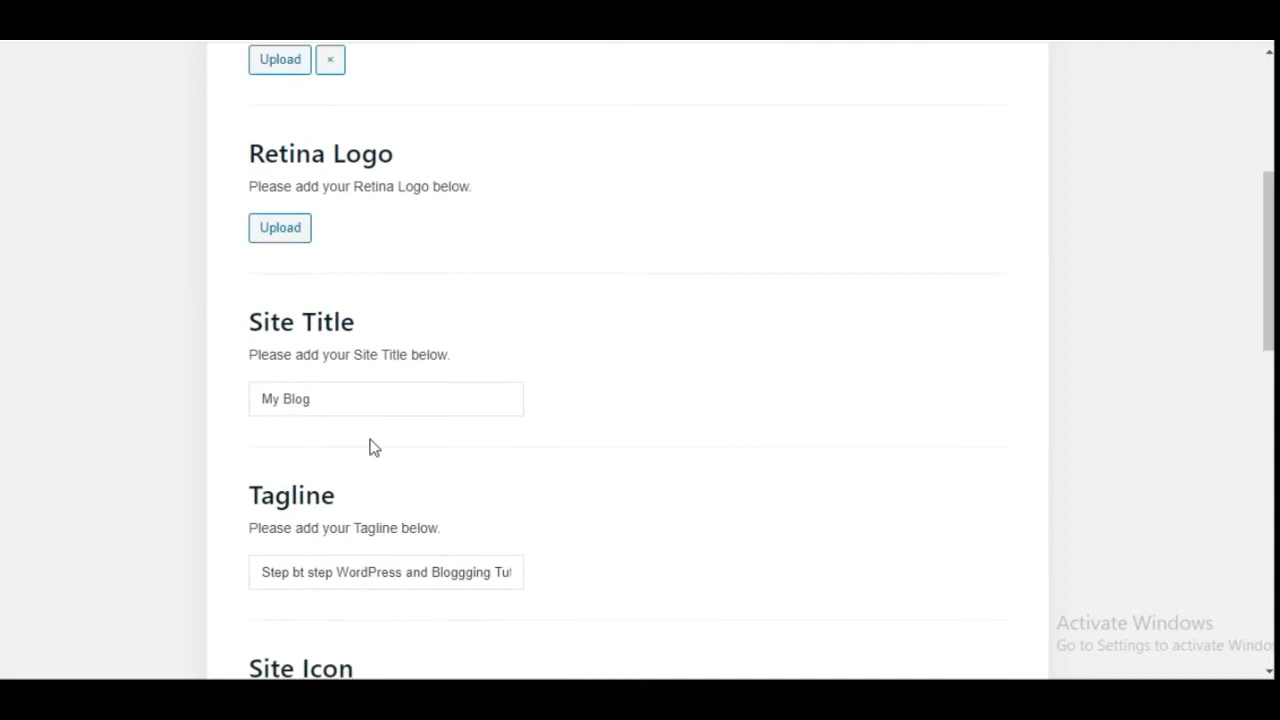 Upload ×
Retina Logo
Please add your Retina Logo below.
Upload
Site Title
Please add your Site Title below.
My Blog
Tagline
Please add your Tagline below.
Step bt step WordPress and Bloggging Tut
Site Icon
Activate Windows
Go to Settings to activate Windo